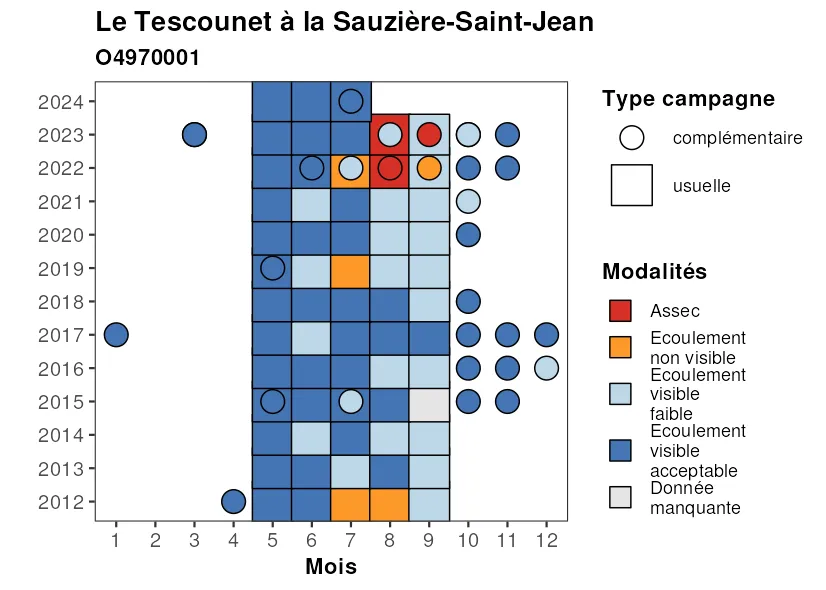 Le Tescounet à la Sauzière-Saint-Jean
O4970001
2024
2023
2022
2021
2020
2019
2018
2017
2016
2015
2014
2013
2012
1 2 3 4 5 6 7 8 9 10 11 12
Mois
Type campagne
complémentaire
usuelle
Modalités
Assec
Ecoulement
non visible
Ecoulement
visible
faible
Ecoulement
visible
acceptable
Donnée
manquante